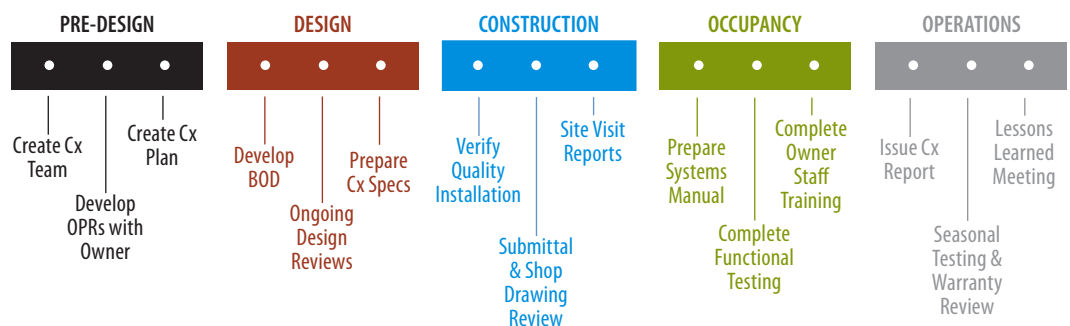 PRE-DESIGN
Create Cx
Team
Develop
OPRs with
Owner
Create Cx
Plan
DESIGN
Develop
BOD
Ongoing
Design
Reviews
Prepare
Cx Specs
CONSTRUCTION
Verify
Quality
Installation
Submittal
& Shop
Drawing
Review
Site Visit
Reports
OCCUPANCY
Prepare
Systems
Manual
Complete
Functional
Testing
Complete
Owner
Staff
Training
OPERATIONS
Issue Cx
Report
Seasonal
Testing &
Warranty
Review
Lessons
Learned
Meeting